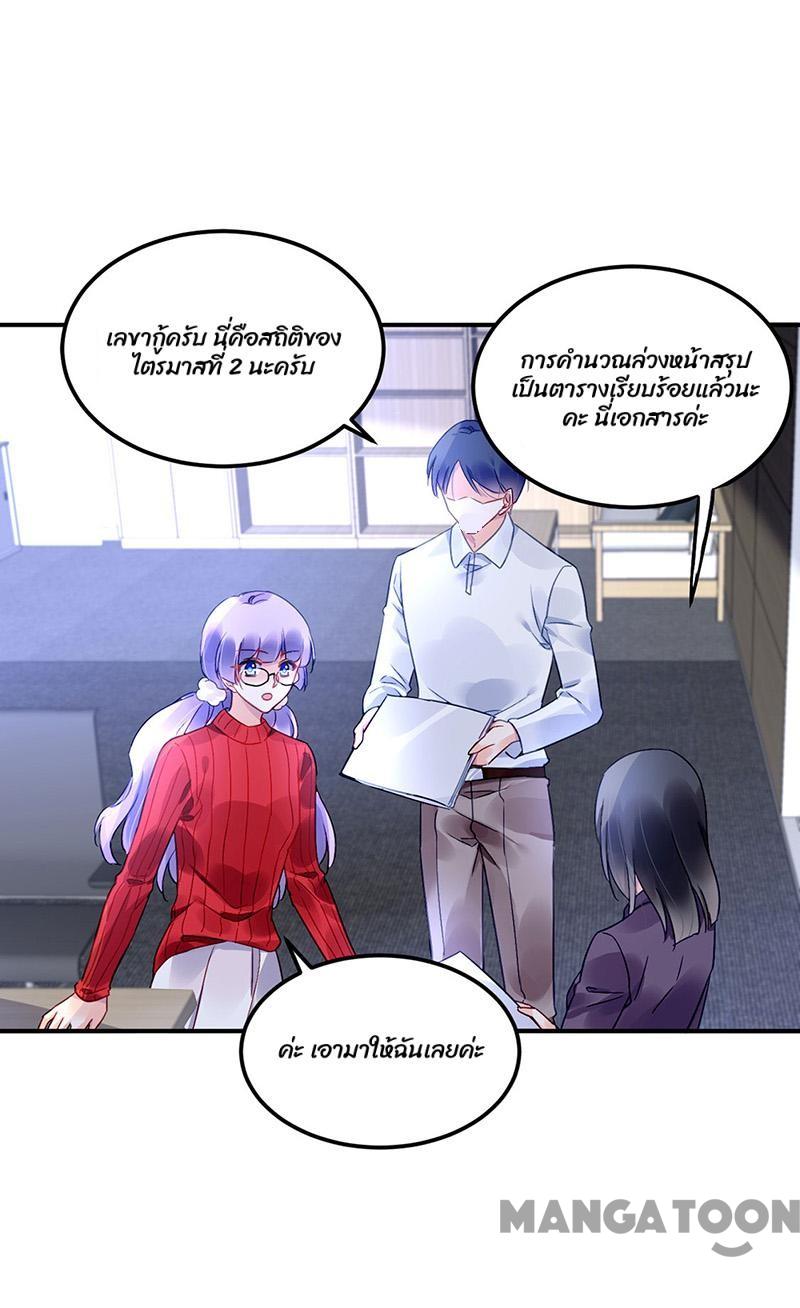 เลขากู้ครับ นี่คือสถิติของ
ไตรมาสที่ 2 นะครับ
การคำนวณล่วงหน้าสรุป
เป็นตารางเรียบร้อยแล้วนะ
คะ นี่เอกสารค่ะ
ค่ะ เอามาให้ฉันเลยค่ะ
MANGATOON